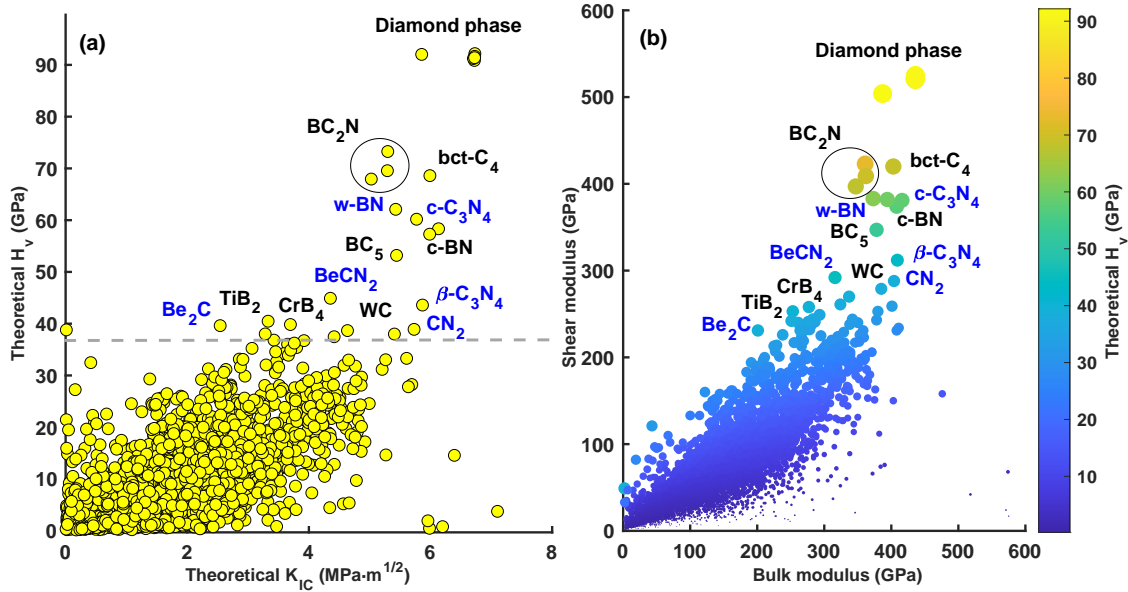 (a)
Diamond phase
BC₂N
bct-C₄
w-BN
c-C₃N₄
BC₅
c-BN
BeCN₂
Be₂C
TiB₂
CrB₄
WC
β-C₃N₄
CN₂
90
80
70
60
50
40
30
20
10
0
0
2
4
6
8
Theoretical Hᵥ (GPa)
Theoretical K_IC (MPa·m^1/2)
(b)
Diamond phase
BC₂N
bct-C₄
w-BN
c-C₃N₄
c-BN
BC₅
BeCN₂
WC
β-C₃N₄
CN₂
TiB₂
CrB₄
Be₂C
600
500
400
300
200
100
0
0
100
200
300
400
500
600
Shear modulus (GPa)
Bulk modulus (GPa)
90
80
70
60
50
40
30
20
10
Theoretical Hᵥ (GPa)